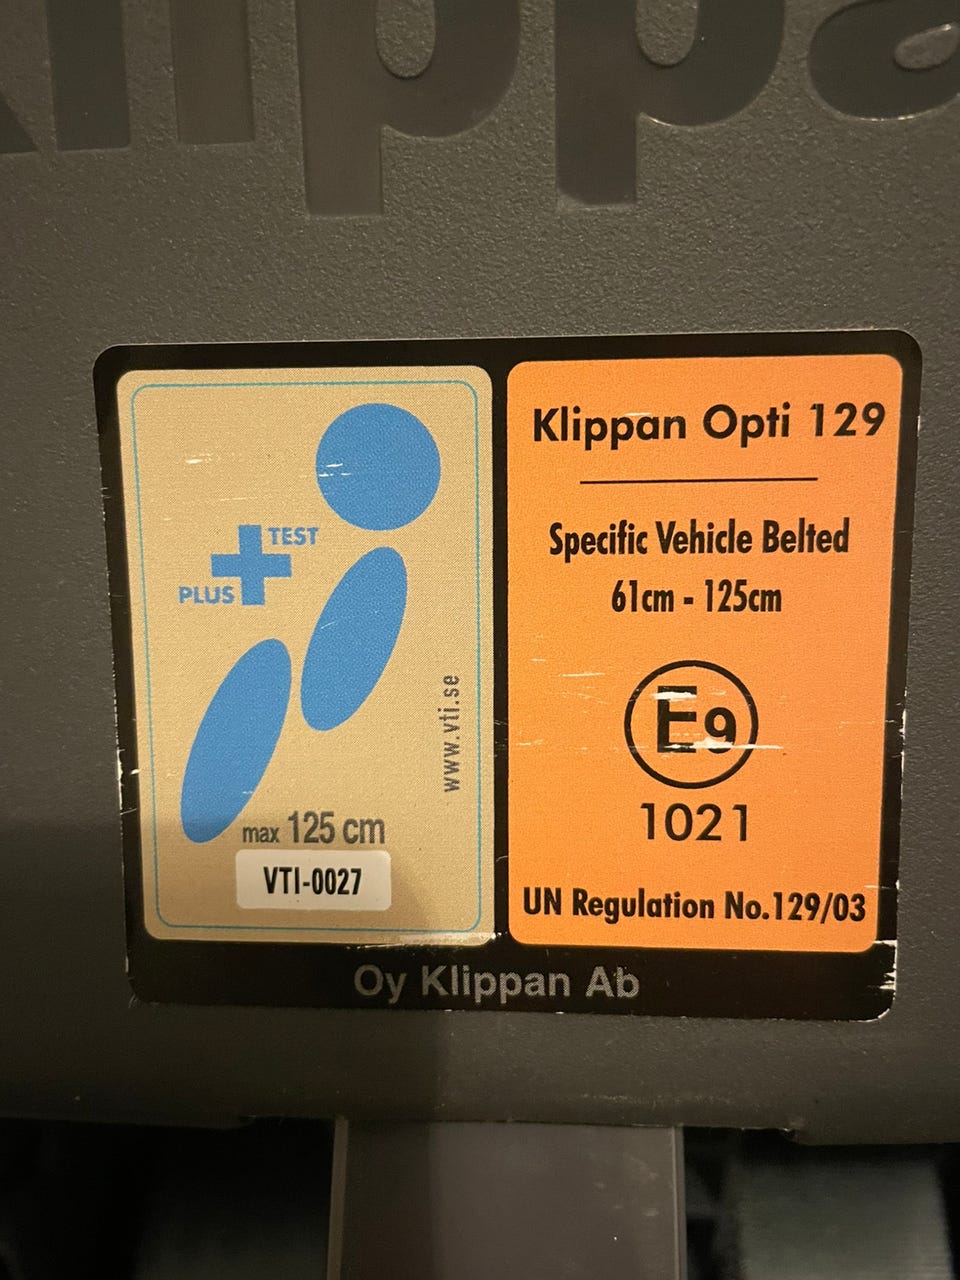 Klippa
TEST
PLUS
www.vti.se
max 125 cm
VTI-0027
Klippan Opti 129
Specific Vehicle Belted
61cm - 125cm
E9
1021
UN Regulation No.129/03
Oy Klippan Ab